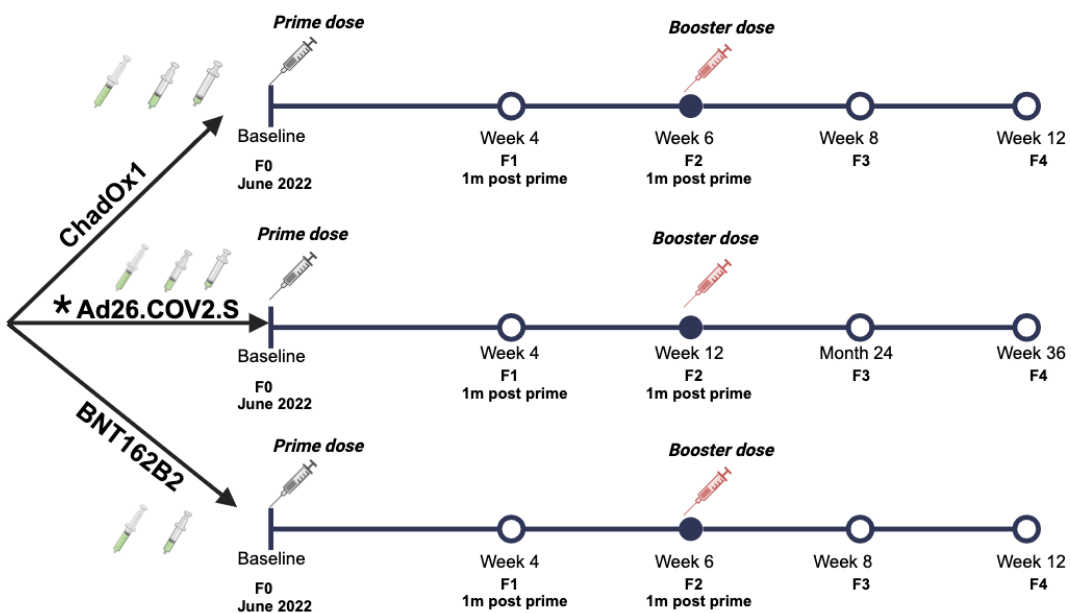 Prime dose
Booster dose
ChadOx1
Baseline
Week 4
Week 6
Week 8
Week 12
F0
F1
F2
F3
F4
June 2022
1m post prime
1m post prime
Prime dose
Booster dose
* Ad26.COV2.S
Baseline
Week 4
Week 12
Month 24
Week 36
F0
F1
F2
F3
F4
June 2022
1m post prime
1m post prime
BNT162B2
Prime dose
Booster dose
Baseline
Week 4
Week 6
Week 8
Week 12
F0
F1
F2
F3
F4
June 2022
1m post prime
1m post prime